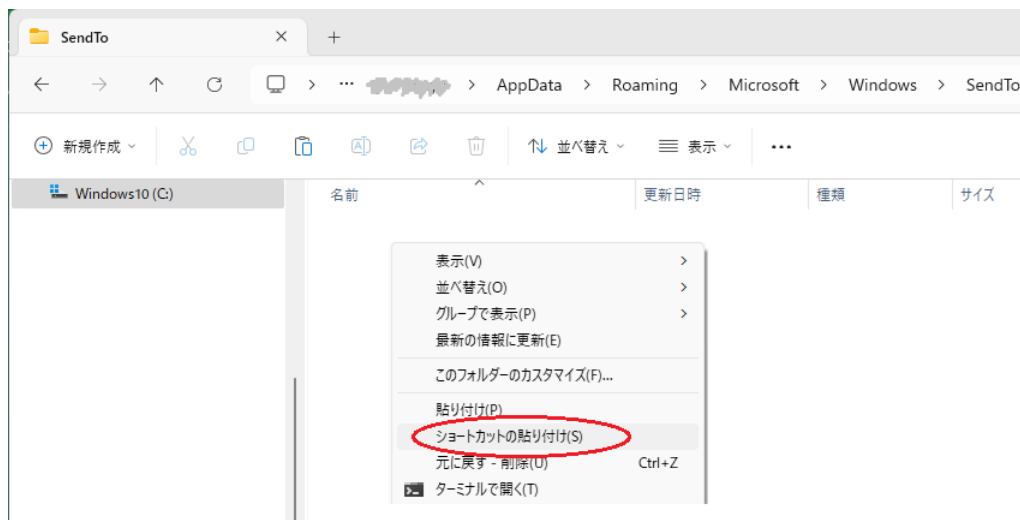 SendTo
… > AppData > Roaming > Microsoft > Windows > SendTo
新規作成 並べ替え 表示 …
Windows10 (C:)
名前 更新日時 種類 サイズ
表示(V)
並べ替え(O)
グループで表示(P)
最新の情報に更新(E)
このフォルダーのカスタマイズ(F)...
貼り付け(P)
ショートカットの貼り付け(S)
元に戻す - 削除(U) Ctrl+Z
ターミナルで開く(T)